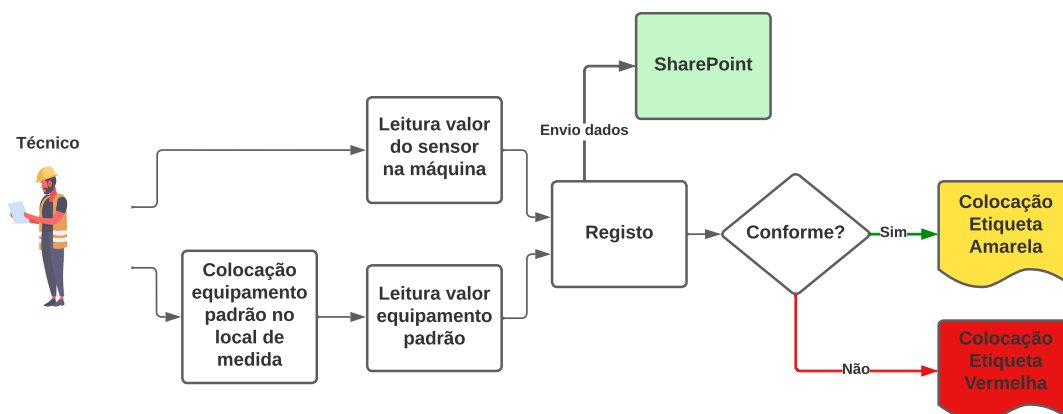 Técnico
Leitura valor
do sensor
na máquina
Colocação
equipamento
padrão no
local de
medida
Leitura valor
equipamento
padrão
Registo
Envio dados
SharePoint
Conforme?
Sim
Colocação
Etiqueta
Amarela
Não
Colocação
Etiqueta
Vermelha